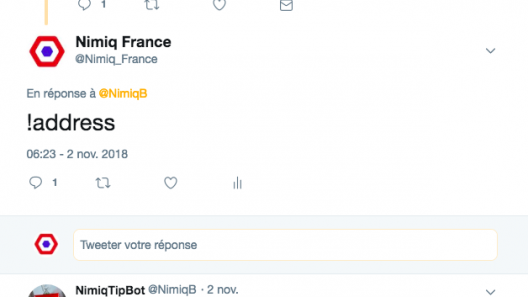 1
Nimiq France
@Nimiq_France
En réponse à @NimiqB
!address
06:23 - 2 nov. 2018
1
Tweeter votre réponse
NimiqTipBot @NimiqB · 2 nov.